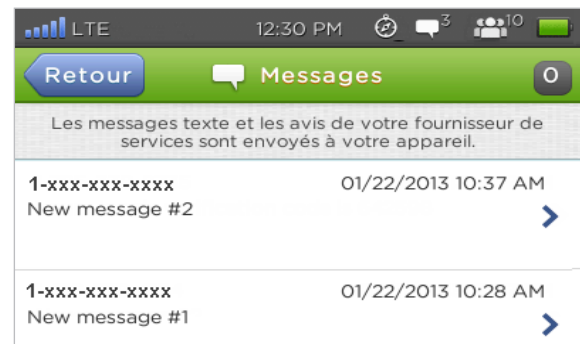 LTE 12:30 PM 3 10
Retour Messages O
Les messages texte et les avis de votre fournisseur de
services sont envoyés à votre appareil.
1-xxx-xxx-xxxx 01/22/2013 10:37 AM
New message #2
1-xxx-xxx-xxxx 01/22/2013 10:28 AM
New message #1